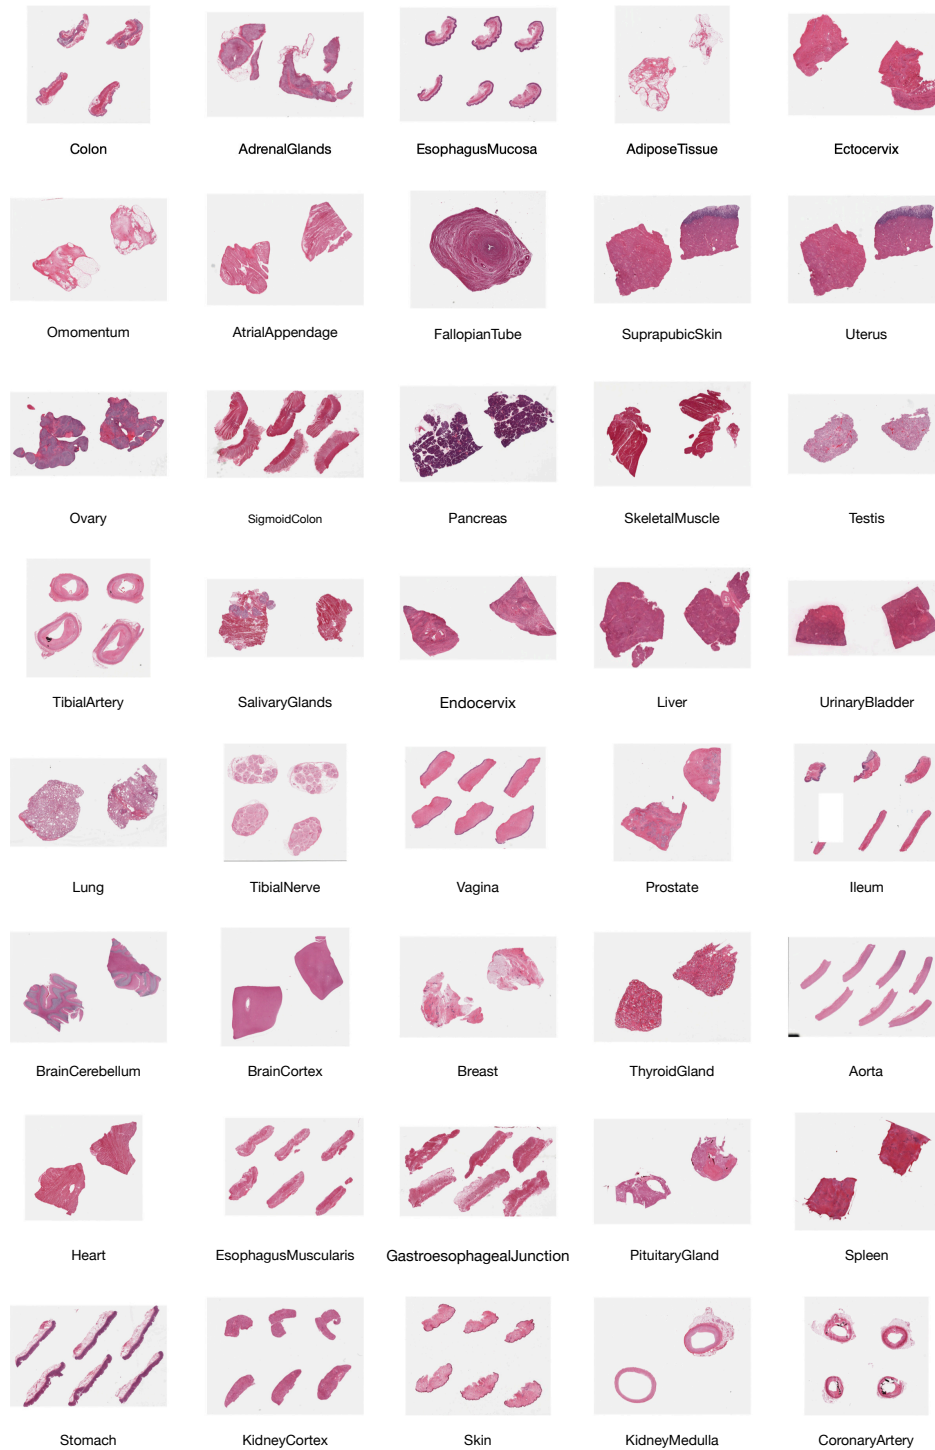 Colon
AdrenalGlands
EsophagusMucosa
AdiposeTissue
Ectocervix
Omomentum
AtrialAppendage
FallopianTube
SuprapubicSkin
Uterus
Ovary
SigmoidColon
Pancreas
SkeletalMuscle
Testis
TibialArtery
SalivaryGlands
Endocervix
Liver
UrinaryBladder
Lung
TibialNerve
Vagina
Prostate
Ileum
BrainCerebellum
BrainCortex
Breast
ThyroidGland
Aorta
Heart
EsophagusMuscularis
GastroesophagealJunction
PituitaryGland
Spleen
Stomach
KidneyCortex
Skin
KidneyMedulla
CoronaryArtery